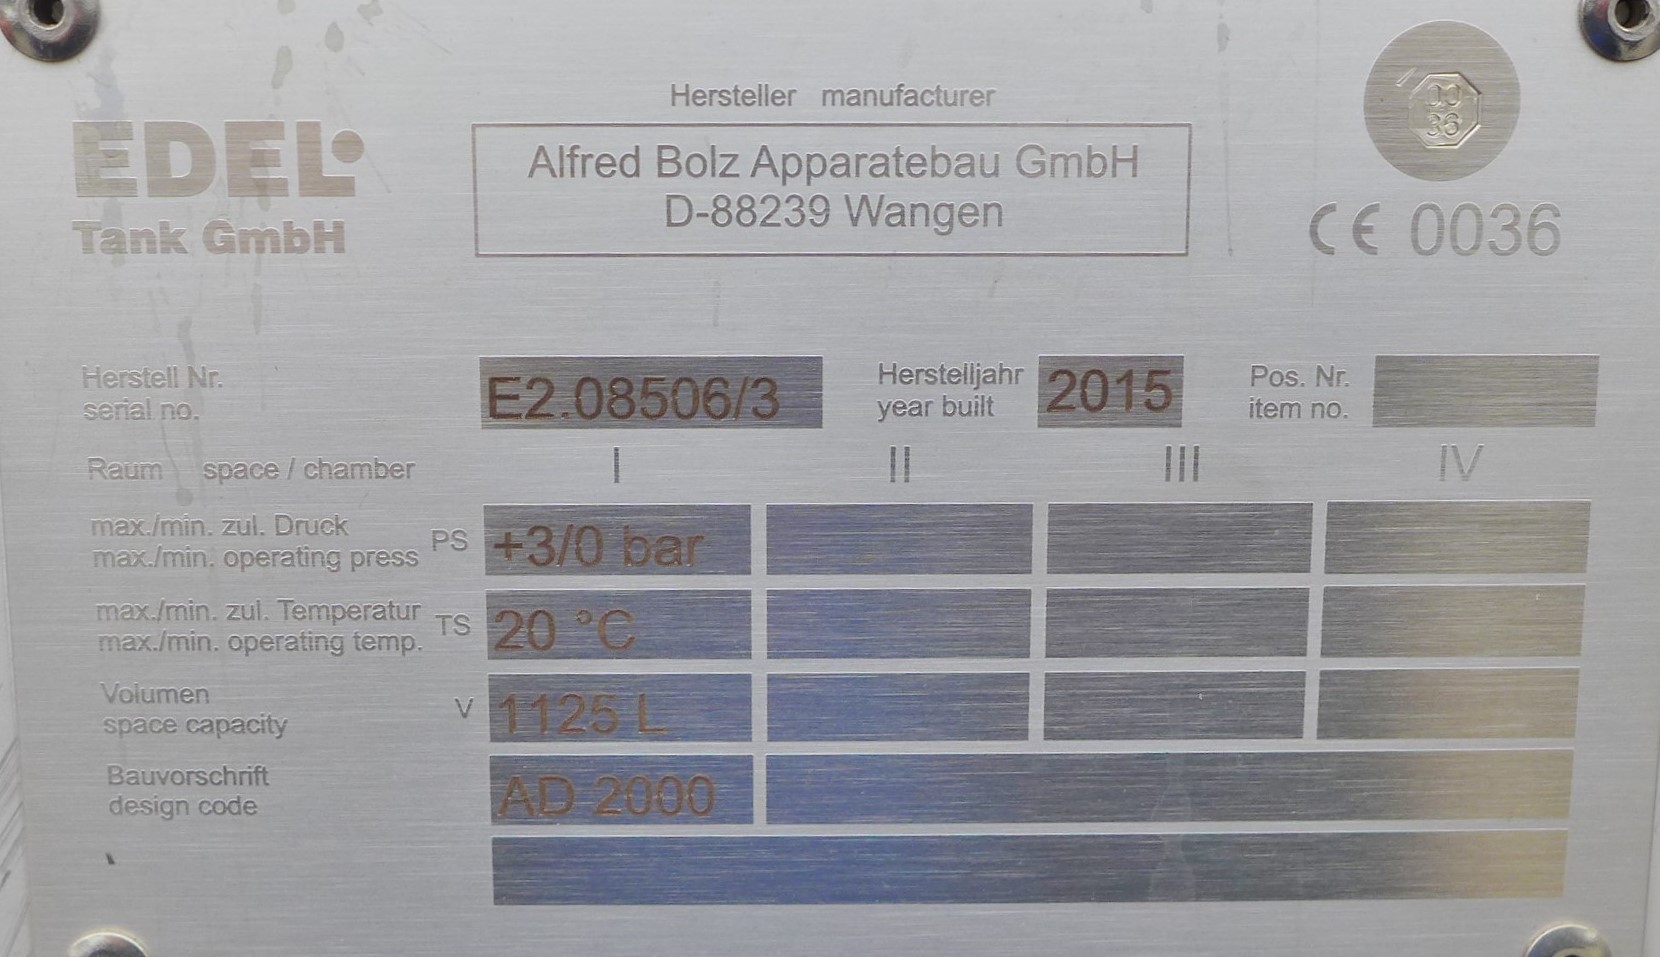 Hersteller manufacturer
EDEL
Tank GmbH
Alfred Bolz Apparatebau GmbH
D-88239 Wangen
00
36
CE 0036
Herstell Nr.
serial no.
E2.08506/3
Herstelljahr
year built
2015
Pos. Nr.
item no.
Raum space / chamber I II III IV
max./min. zul. Druck
max./min. operating press
PS +3/0 bar
max./min. zul. Temperatur
max./min. operating temp.
TS 20 °C
Volumen
space capacity
V 1125 L
Bauvorschrift
design code
AD 2000